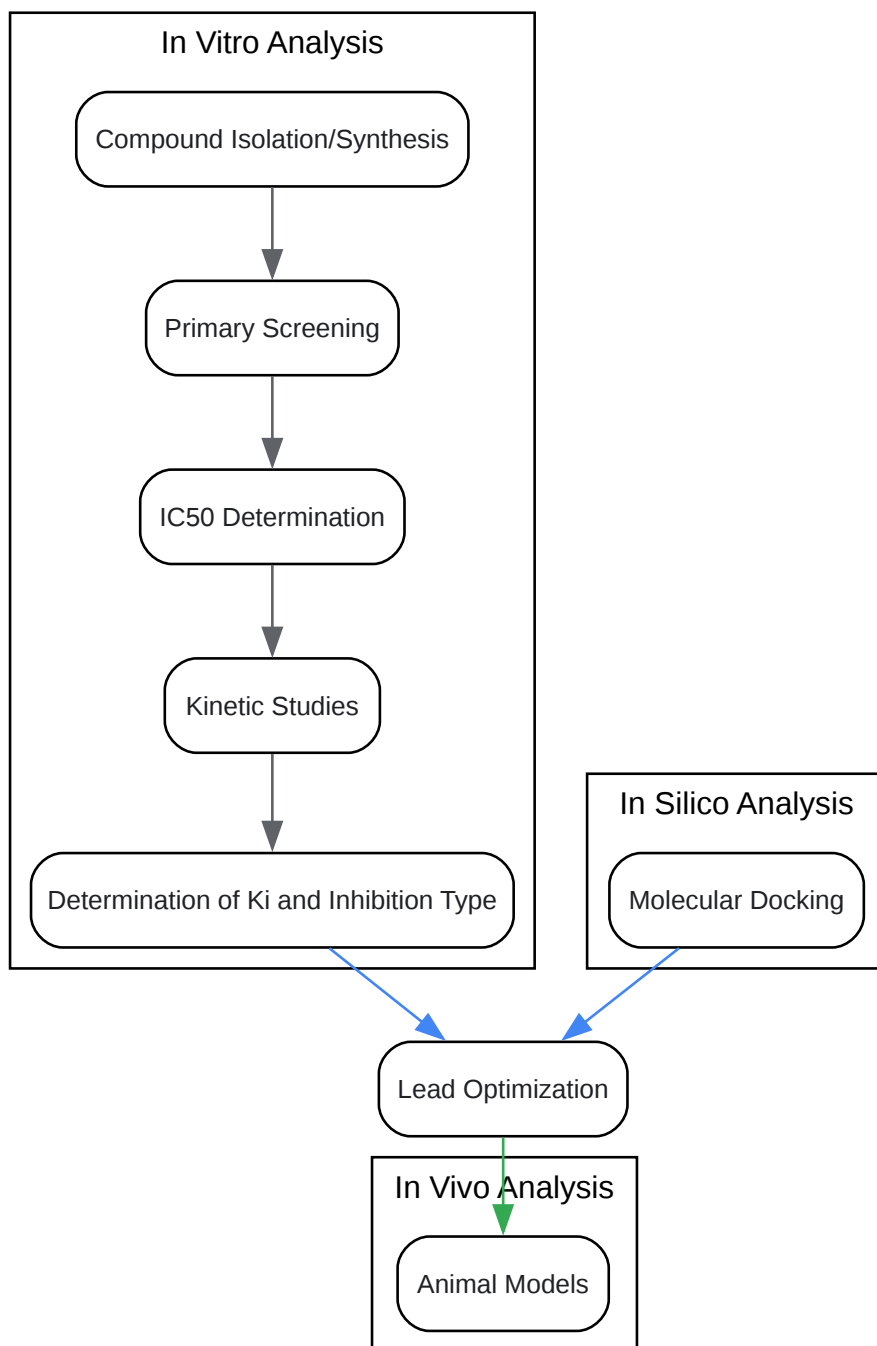 In Vitro Analysis
Compound Isolation/Synthesis
Primary Screening
IC50 Determination
Kinetic Studies
Determination of Ki and Inhibition Type
In Silico Analysis
Molecular Docking
Lead Optimization
In Vivo Analysis
Animal Models